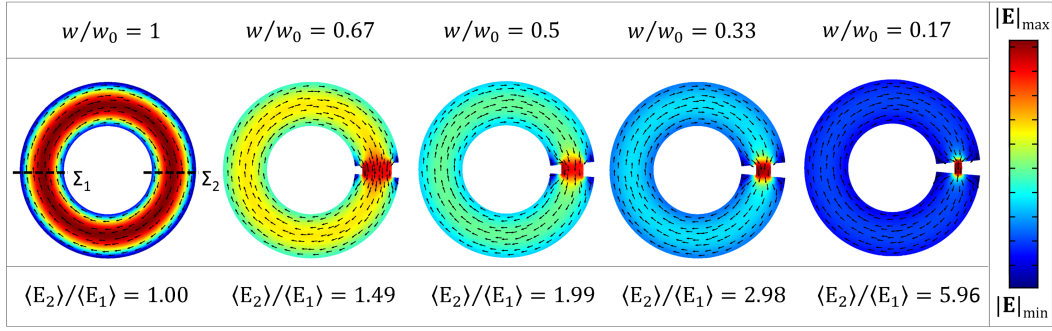 w/w₀ = 1 w/w₀ = 0.67 w/w₀ = 0.5 w/w₀ = 0.33 w/w₀ = 0.17 |E|max
Σ₁ Σ₂
⟨E₂⟩/⟨E₁⟩ = 1.00 ⟨E₂⟩/⟨E₁⟩ = 1.49 ⟨E₂⟩/⟨E₁⟩ = 1.99 ⟨E₂⟩/⟨E₁⟩ = 2.98 ⟨E₂⟩/⟨E₁⟩ = 5.96 |E|min